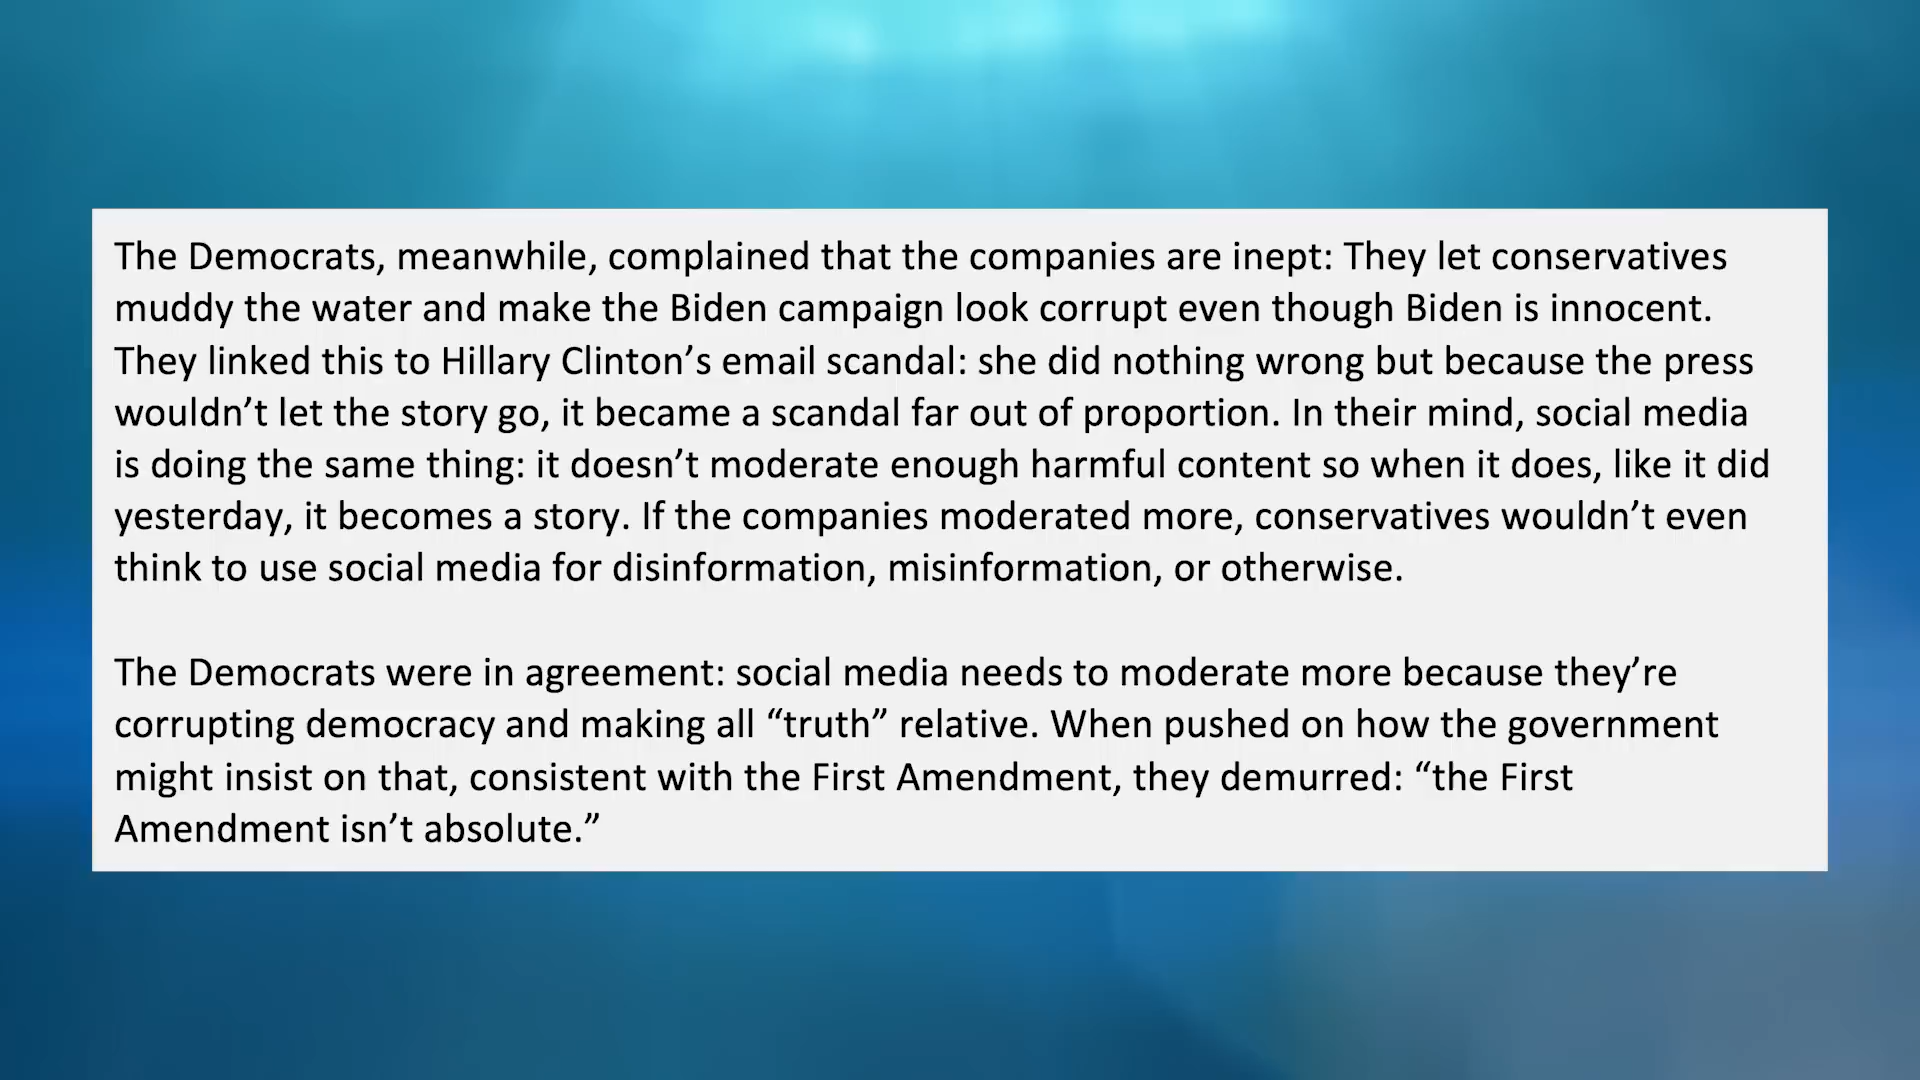 The Democrats, meanwhile, complained that the companies are inept: They let conservatives
muddy the water and make the Biden campaign look corrupt even though Biden is innocent.
They linked this to Hillary Clinton’s email scandal: she did nothing wrong but because the press
wouldn’t let the story go, it became a scandal far out of proportion. In their mind, social media
is doing the same thing: it doesn’t moderate enough harmful content so when it does, like it did
yesterday, it becomes a story. If the companies moderated more, conservatives wouldn’t even
think to use social media for disinformation, misinformation, or otherwise.
The Democrats were in agreement: social media needs to moderate more because they’re
corrupting democracy and making all “truth” relative. When pushed on how the government
might insist on that, consistent with the First Amendment, they demurred: “the First
Amendment isn’t absolute.”